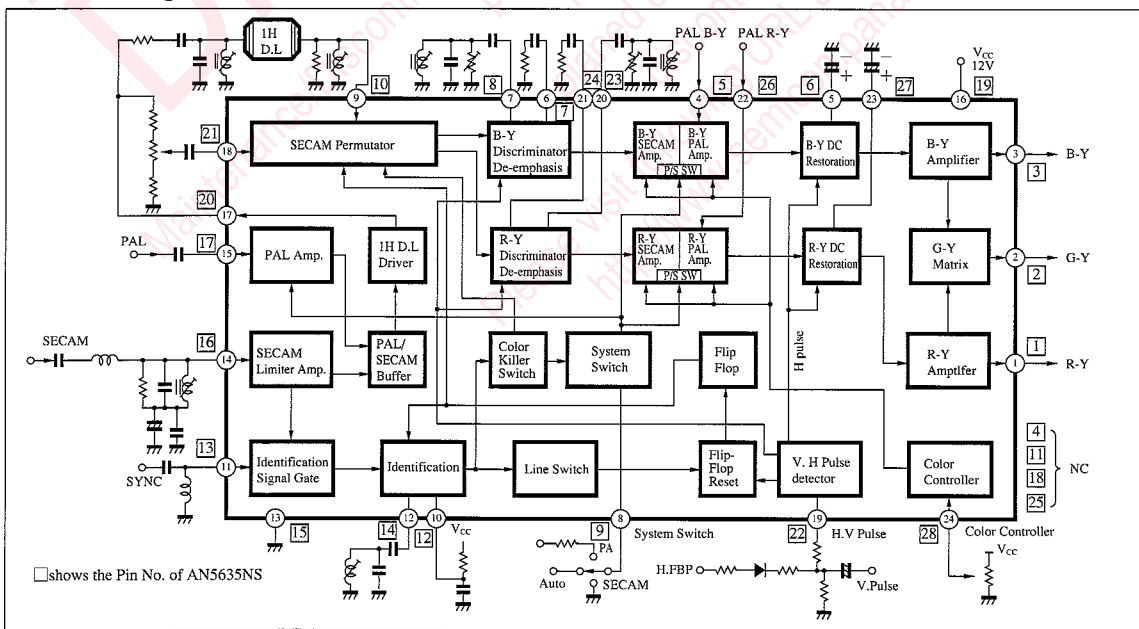 1H
D.L
PAL B-Y
PAL R-Y
Vcc
12V
10
8
24
23
5
26
6
27
19
9
7
6
21
20
4
22
5
23
16
7
21
18
SECAM Permutator
B-Y
Discriminator
De-emphasis
B-Y
SECAM
Amp.
B-Y
PAL
Amp.
P/S SW
B-Y DC
Restoration
B-Y
Amplifier
3
B-Y
3
20
17
PAL
17
15
PAL Amp.
1H D.L
Driver
R-Y
Discriminator
De-emphasis
R-Y
SECAM
Amp.
R-Y
PAL
Amp.
P/S SW
R-Y DC
Restoration
G-Y
Matrix
2
G-Y
2
SECAM
16
14
SECAM
Limiter Amp.
PAL/
SECAM
Buffer
Color
Killer
Switch
System
Switch
Flip
Flop
H pulse
R-Y
Amptlfer
1
1
R-Y
13
SYNC
11
Identification
Signal Gate
Identification
Line Switch
Flip-
Flop
Reset
V. H Pulse
detector
Color
Controller
4
11
18
25
NC
13
15
14
12
12
10
Vcc
9
8
System Switch
22
19
H.V Pulse
28
24
Color Controller
Vcc
PA
Auto
SECAM
H.FBP
V.Pulse
□shows the Pin No. of AN5635NS